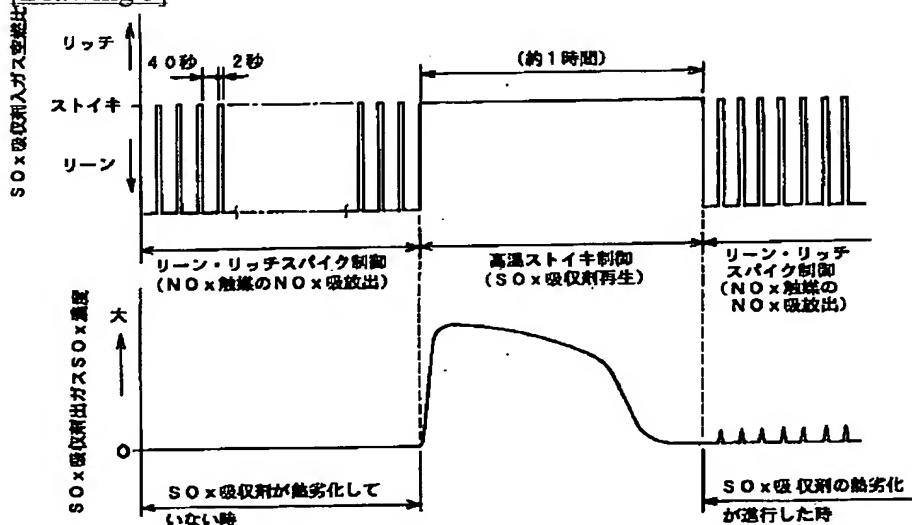 SOx吸収剤入ガス空燃比
リッチ
ストイキ
リーン
40秒
2秒
(約1時間)
リーン・リッチスパイク制御
(NOx触媒のNOx吸放出)
高温ストイキ制御
(SOx吸収剤再生)
リーン・リッチ
スパイク制御
(NOx触媒の
NOx吸放出)
SOx吸収剤出ガスSOx濃度
大
0
SOx吸収剤が熱劣化して
いない時
SOx吸収剤の熱劣化
が進行した時